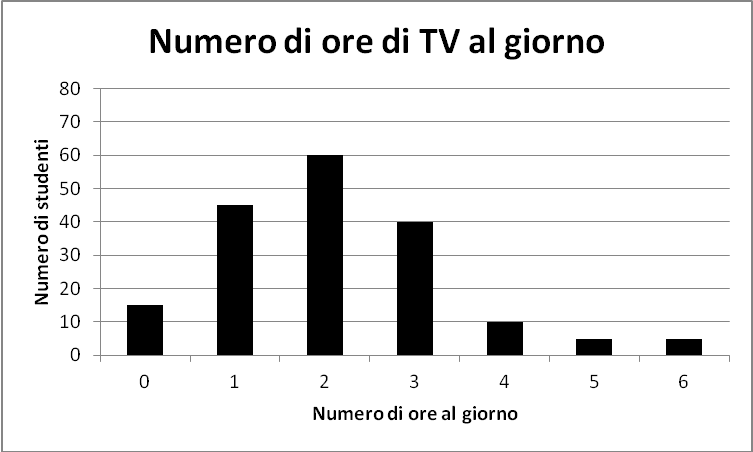 Numero di ore di TV al giorno
80
70
60
50
40
30
20
10
0
Numero di studenti
0 1 2 3 4 5 6
Numero di ore al giorno